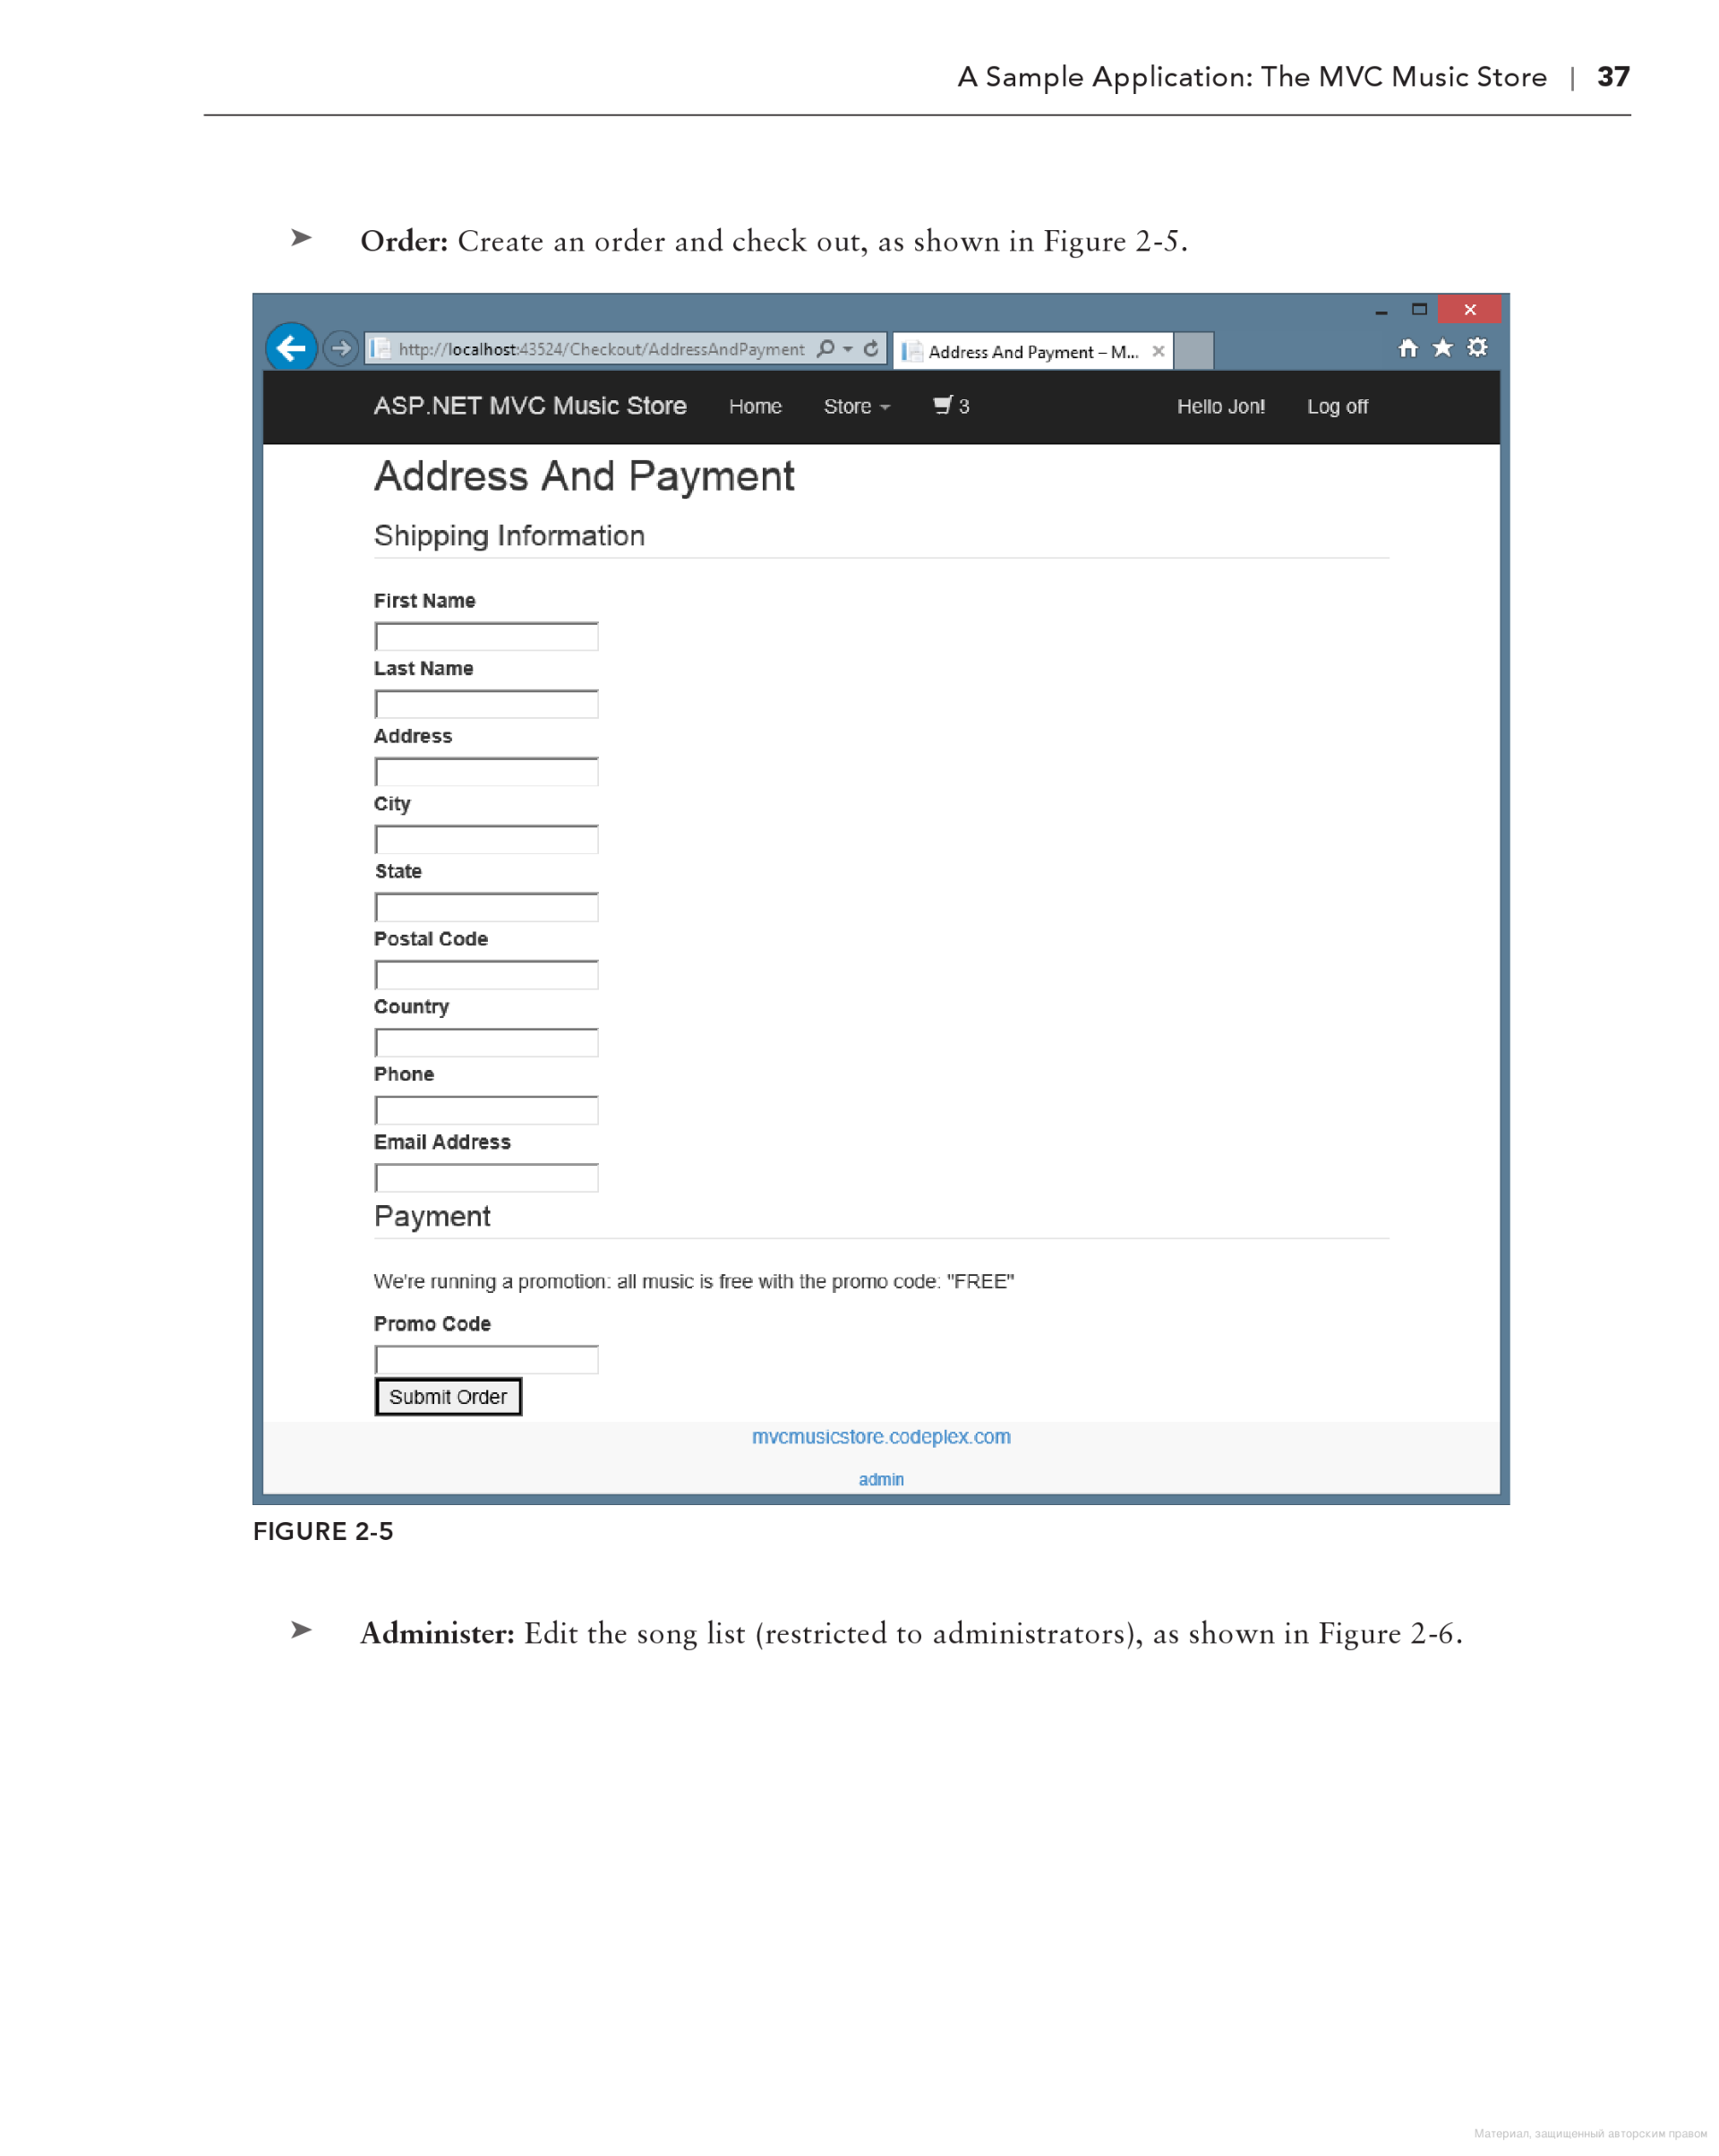 A Sample Application: The MVC Music Store | 37
➤ Order: Create an order and check out, as shown in Figure 2-5.
http://localhost:43524/Checkout/AddressAndPayment
Address And Payment – M...
ASP.NET MVC Music Store Home Store 3 Hello Jon! Log off
Address And Payment
Shipping Information
First Name
Last Name
Address
City
State
Postal Code
Country
Phone
Email Address
Payment
We're running a promotion: all music is free with the promo code: "FREE"
Promo Code
Submit Order
mvcmusicstore.codeplex.com
admin
FIGURE 2-5
➤ Administer: Edit the song list (restricted to administrators), as shown in Figure 2-6.
Материал, защищенный авторским правом